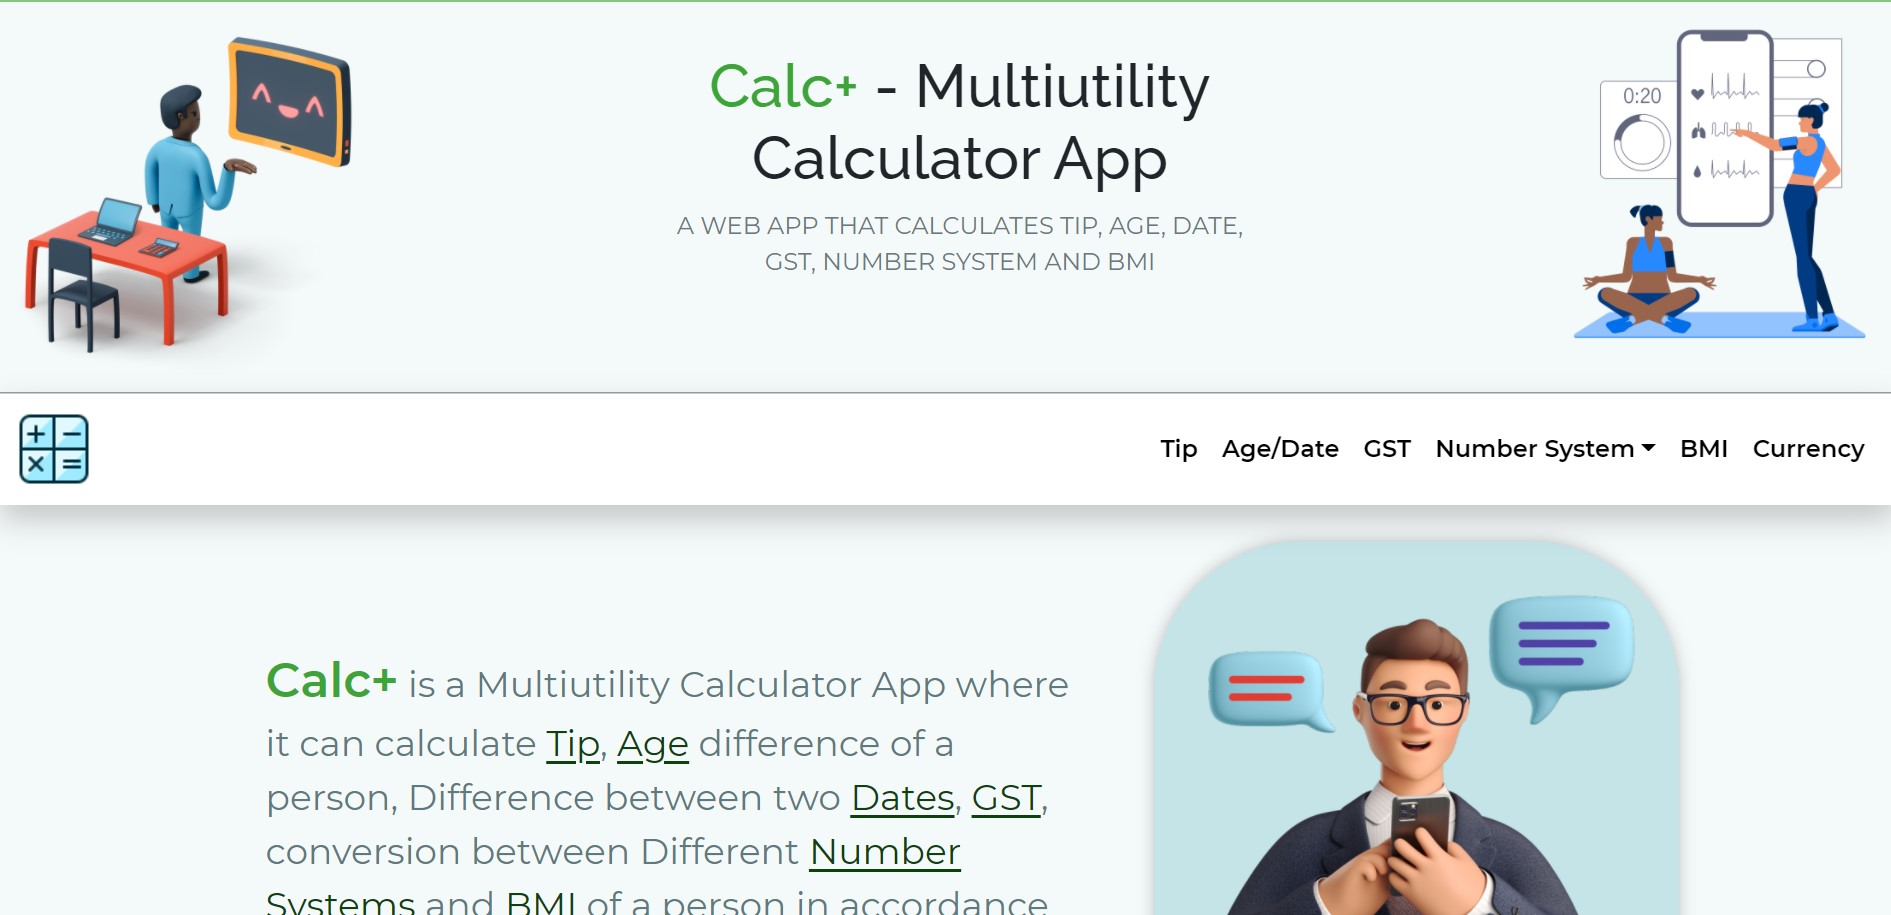 Calc+ - Multiutility
Calculator App
A WEB APP THAT CALCULATES TIP, AGE, DATE,
GST, NUMBER SYSTEM AND BMI
0:20
Tip Age/Date GST Number System BMI Currency
Calc+ is a Multiutility Calculator App where
it can calculate Tip, Age difference of a
person, Difference between two Dates, GST,
conversion between Different Number
Systems and BMI of a person in accordance